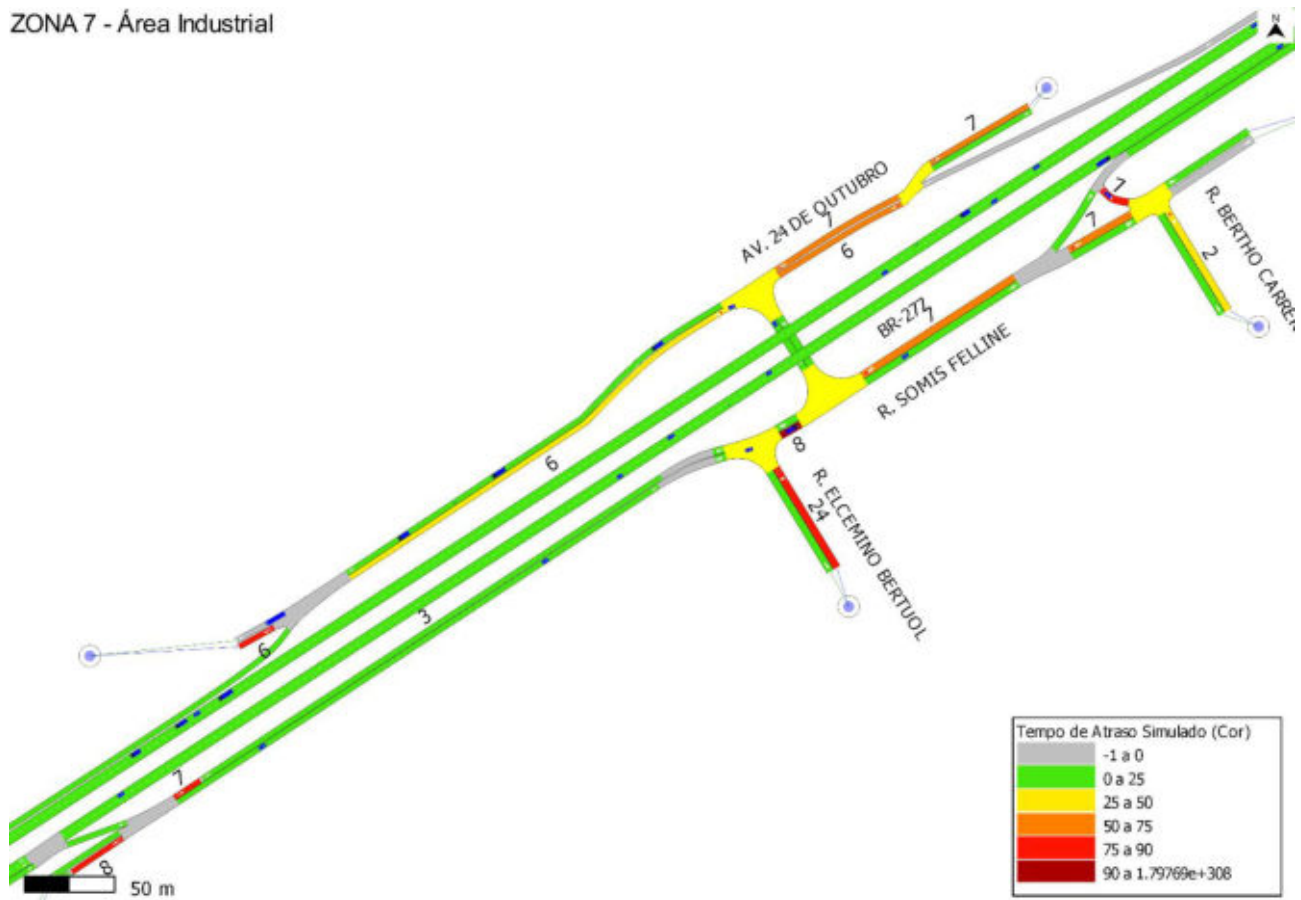 ZONA 7 - Área Industrial
N
7
AV. 24 DE OUTUBRO
7
6
7
7
R. BERTHO CARREN
2
BR-277
7
R. SOMIS FELLINE
6
8
R. ELCEMINO BERTUOL
24
3
6
7
8
50 m
Tempo de Atraso Simulado (Cor)
-1 a 0
0 a 25
25 a 50
50 a 75
75 a 90
90 a 1.79769e+308